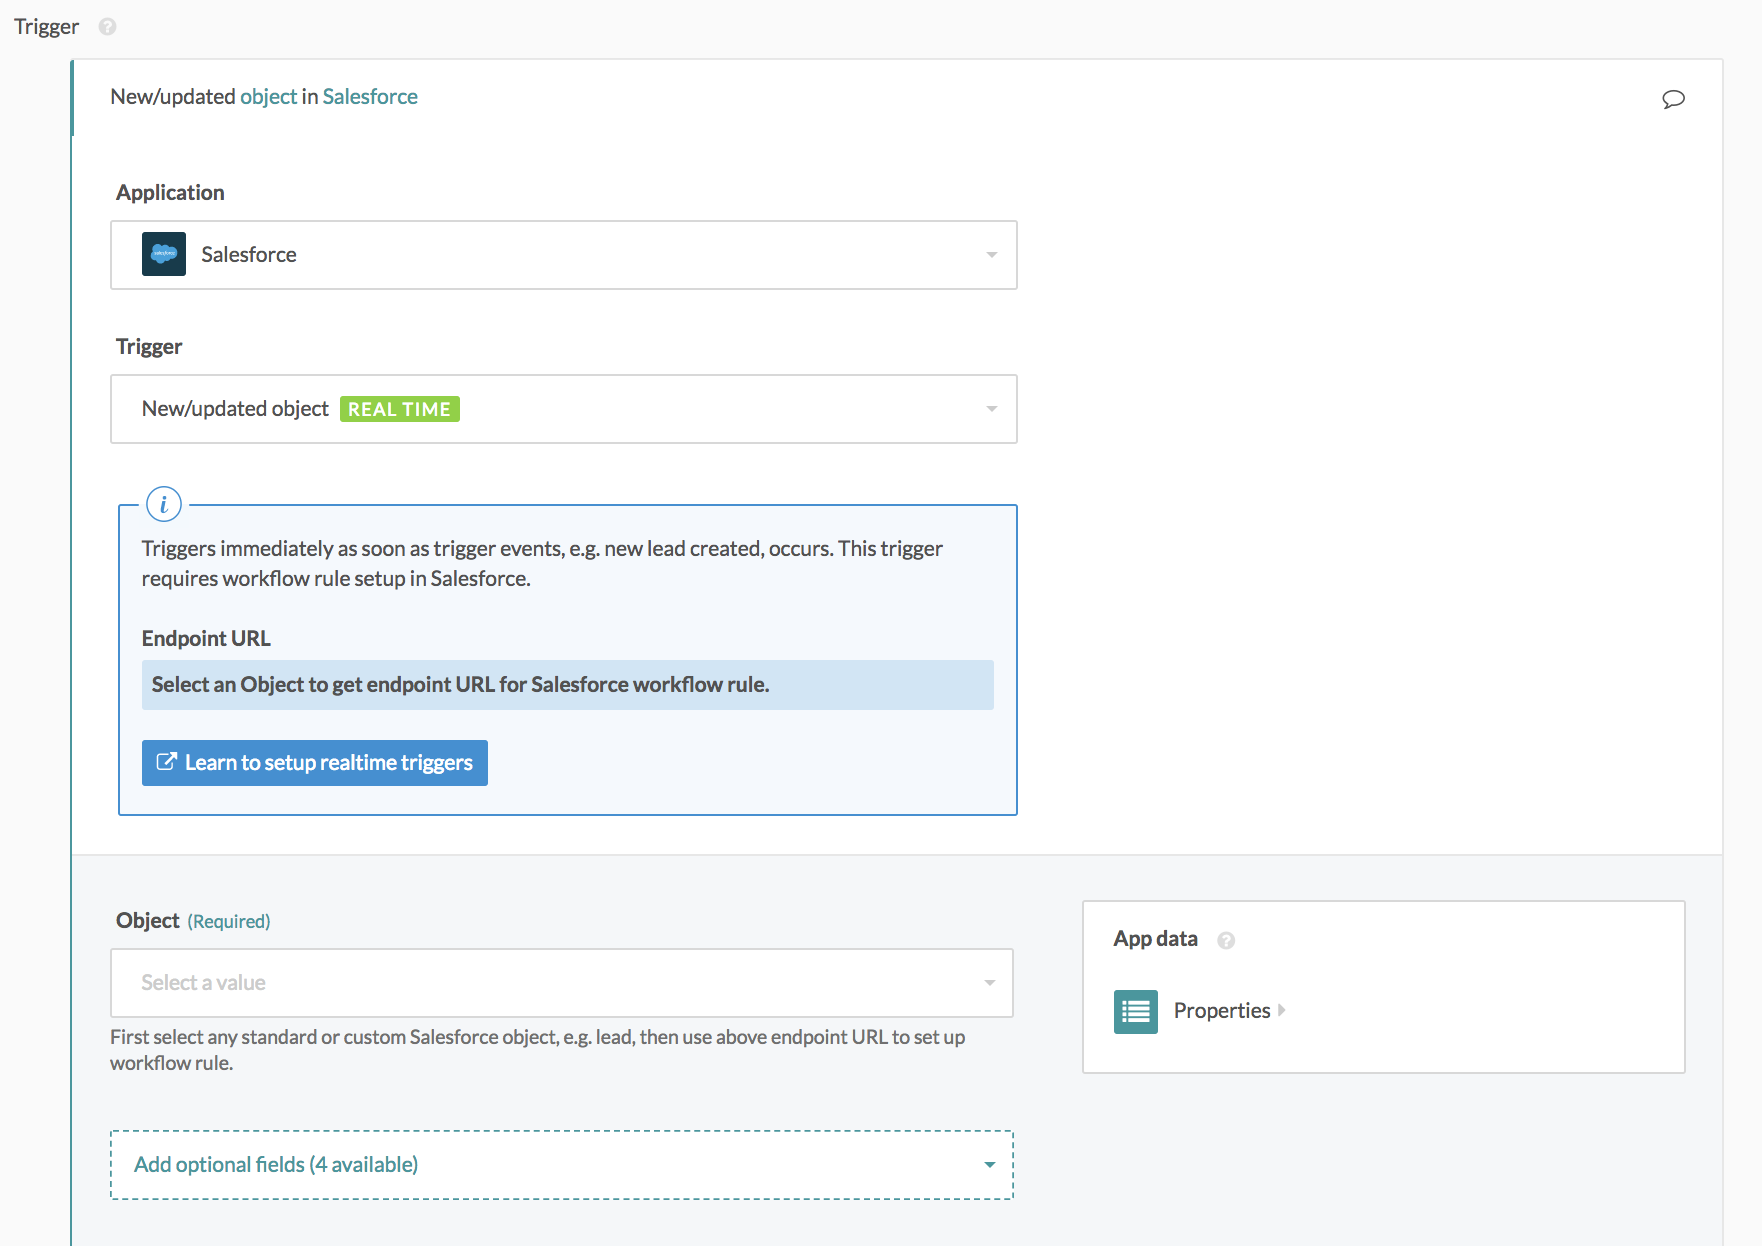 Trigger ?
New/updated object in Salesforce
Application
salesforce Salesforce
Trigger
New/updated object REAL TIME
i
Triggers immediately as soon as trigger events, e.g. new lead created, occurs. This trigger
requires workflow rule setup in Salesforce.
Endpoint URL
Select an Object to get endpoint URL for Salesforce workflow rule.
Learn to setup realtime triggers
Object (Required)
Select a value
First select any standard or custom Salesforce object, e.g. lead, then use above endpoint URL to set up
workflow rule.
Add optional fields (4 available)
App data ?
Properties